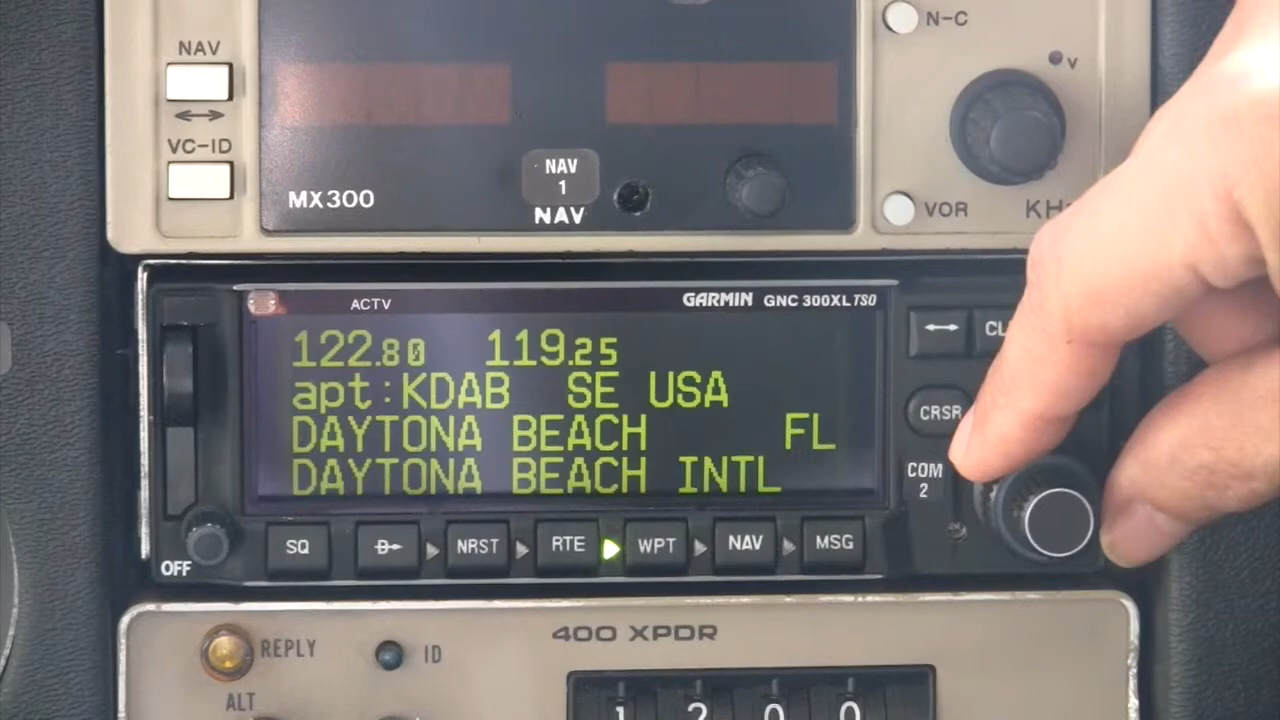 NAV
N-C
V
VC-ID
MX300
NAV
1
NAV
VOR
ACTV
GARMIN GNC 300XL TSO
122.80 119.25
apt:KDAB SE USA
DAYTONA BEACH FL
DAYTONA BEACH INTL
CRSR
COM
2
OFF
SQ
D
NRST
RTE
WPT
NAV
MSG
REPLY
ID
400 XPDR
ALT
1 2 0 0